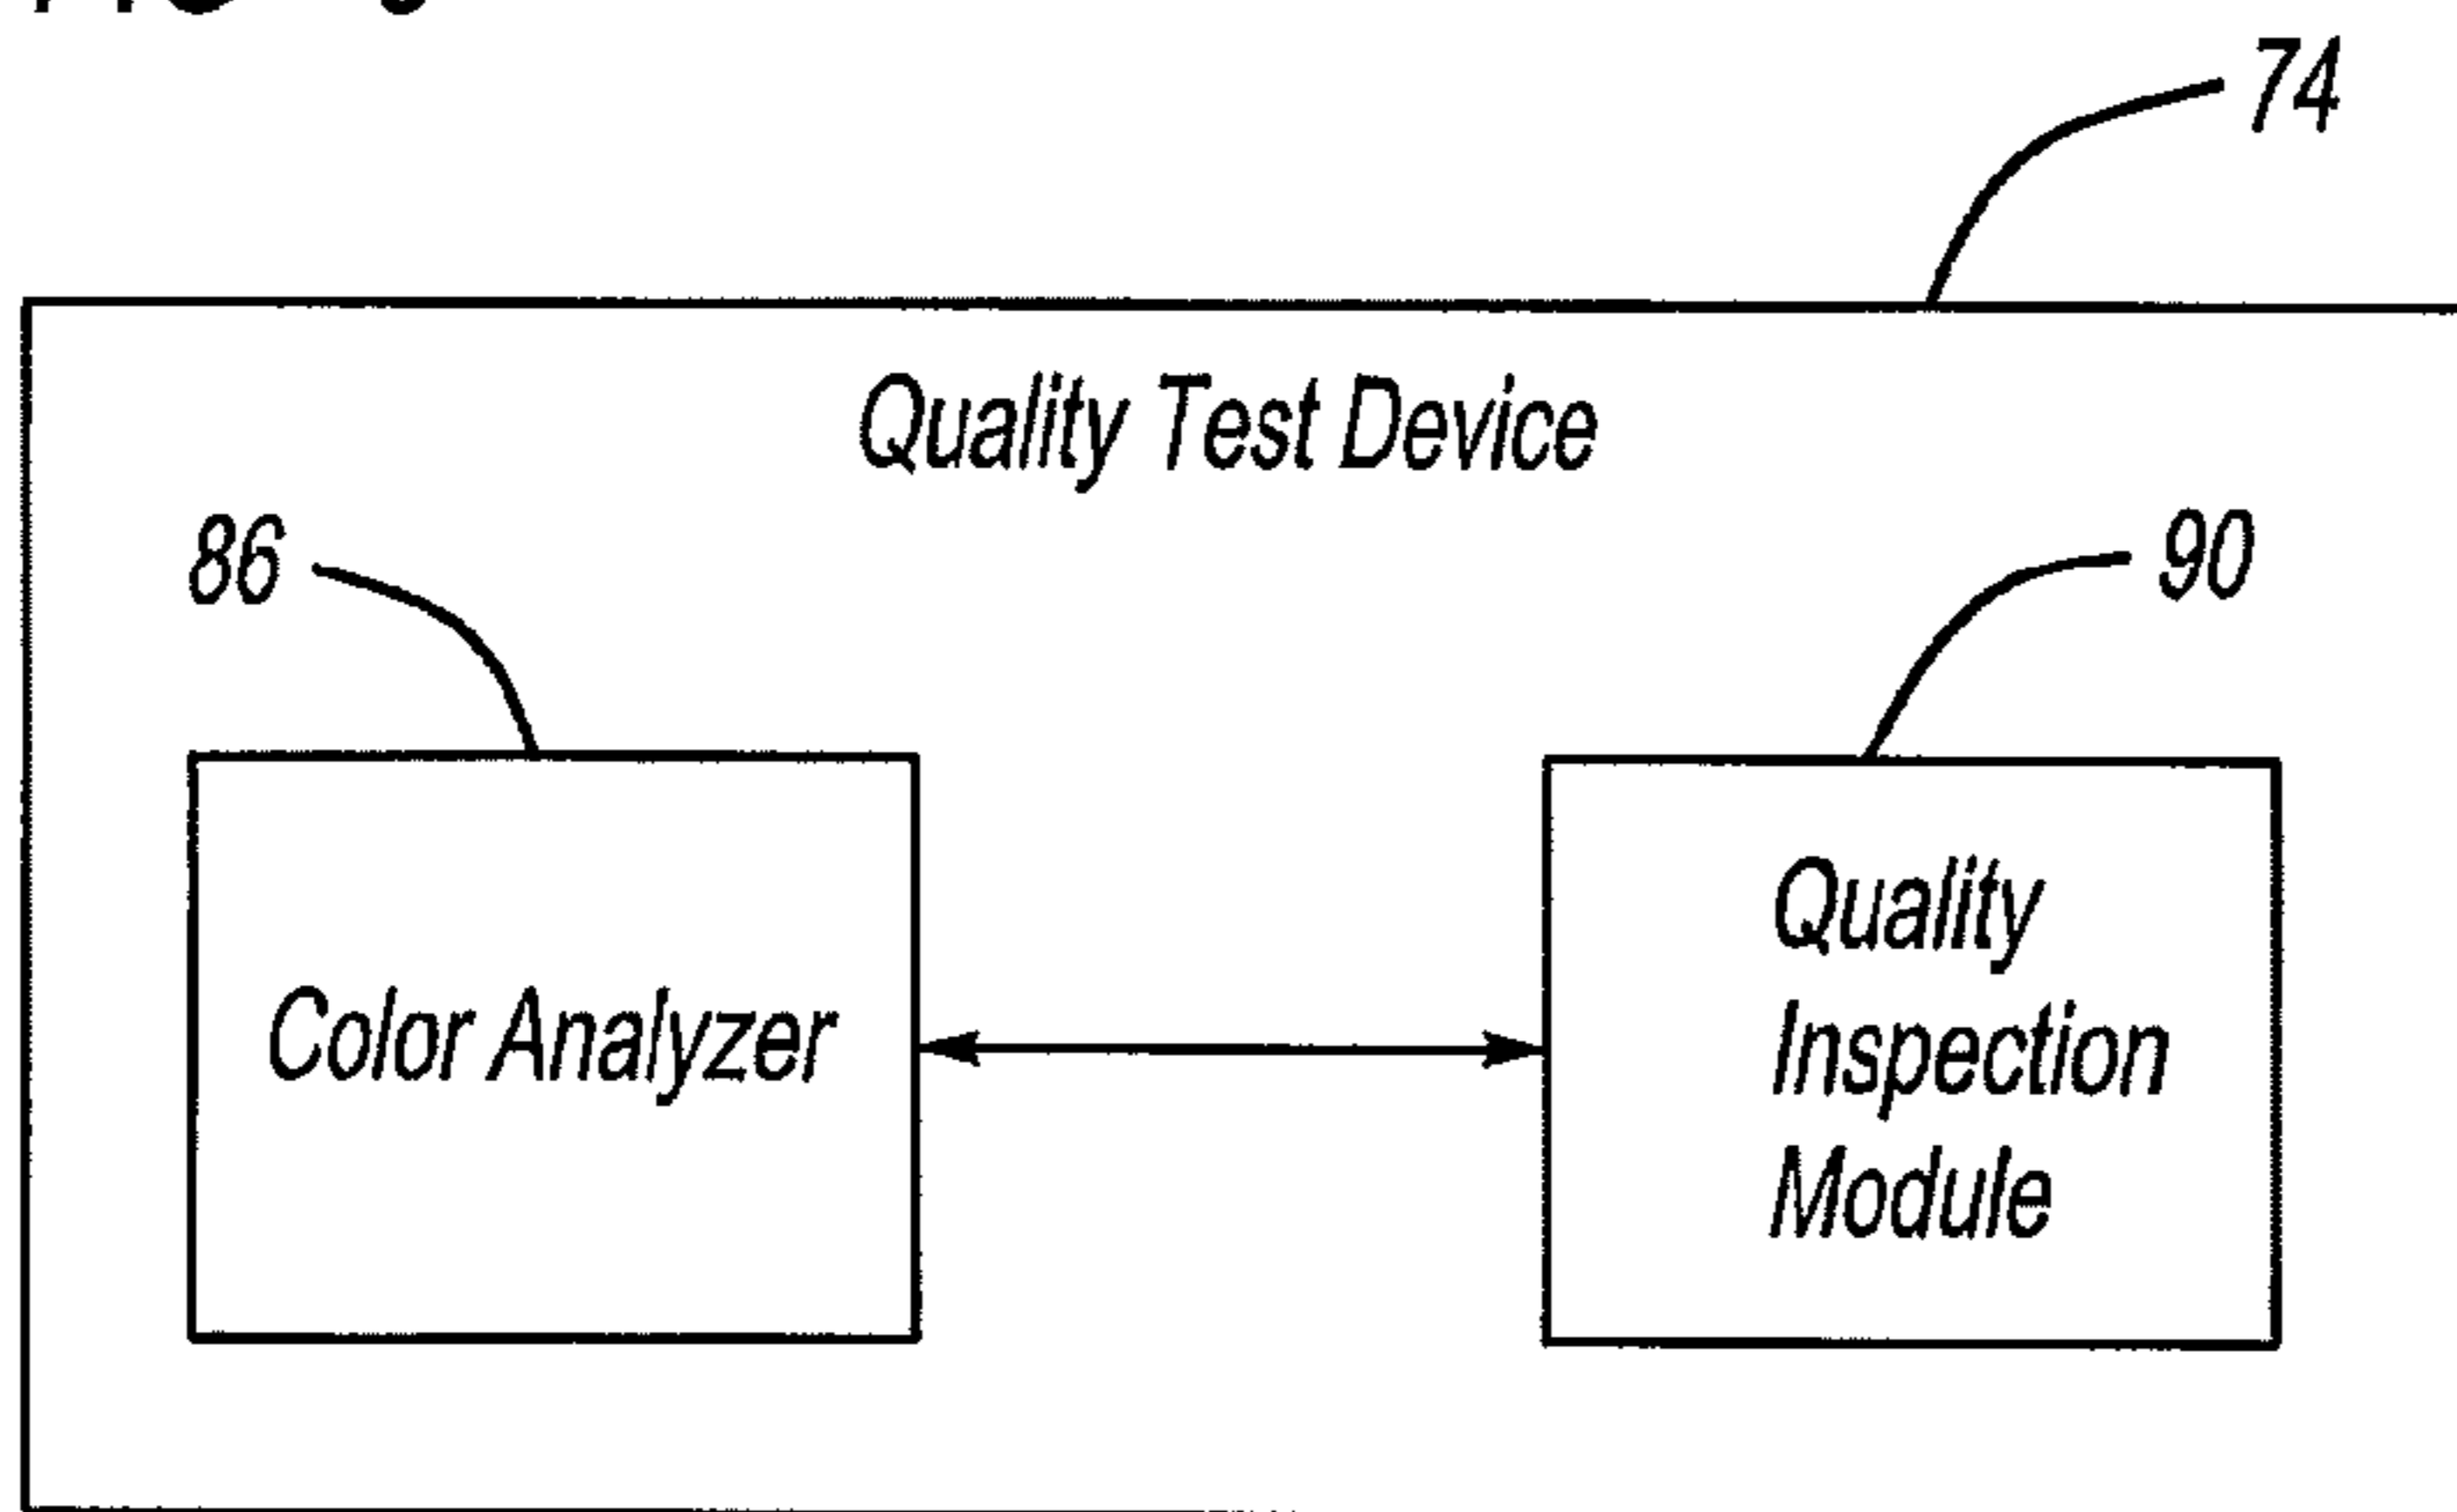 74
Quality Test Device
86
90
Color Analyzer
Quality
Inspection
Module